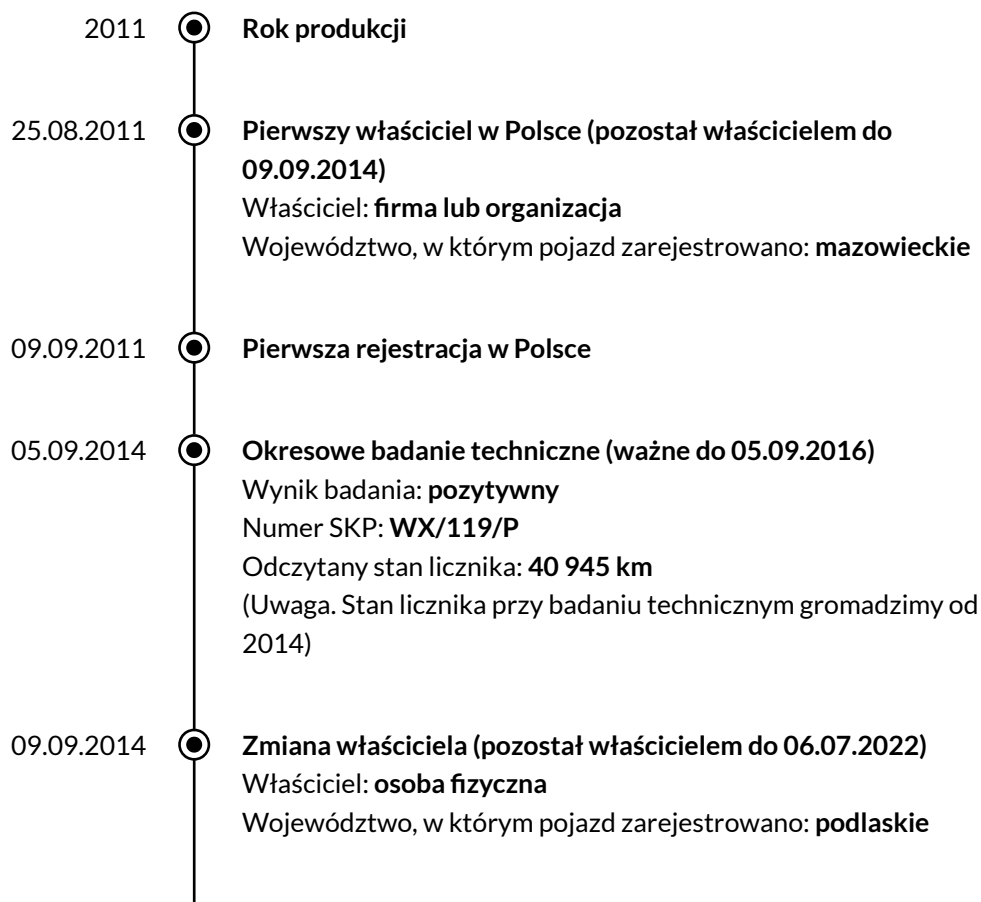 2011
Rok produkcji
25.08.2011
Pierwszy właściciel w Polsce (pozostał właścicielem do
09.09.2014)
Właściciel: firma lub organizacja
Województwo, w którym pojazd zarejestrowano: mazowieckie
09.09.2011
Pierwsza rejestracja w Polsce
05.09.2014
Okresowe badanie techniczne (ważne do 05.09.2016)
Wynik badania: pozytywny
Numer SKP: WX/119/P
Odczytany stan licznika: 40 945 km
(Uwaga. Stan licznika przy badaniu technicznym gromadzimy od
2014)
09.09.2014
Zmiana właściciela (pozostał właścicielem do 06.07.2022)
Właściciel: osoba fizyczna
Województwo, w którym pojazd zarejestrowano: podlaskie